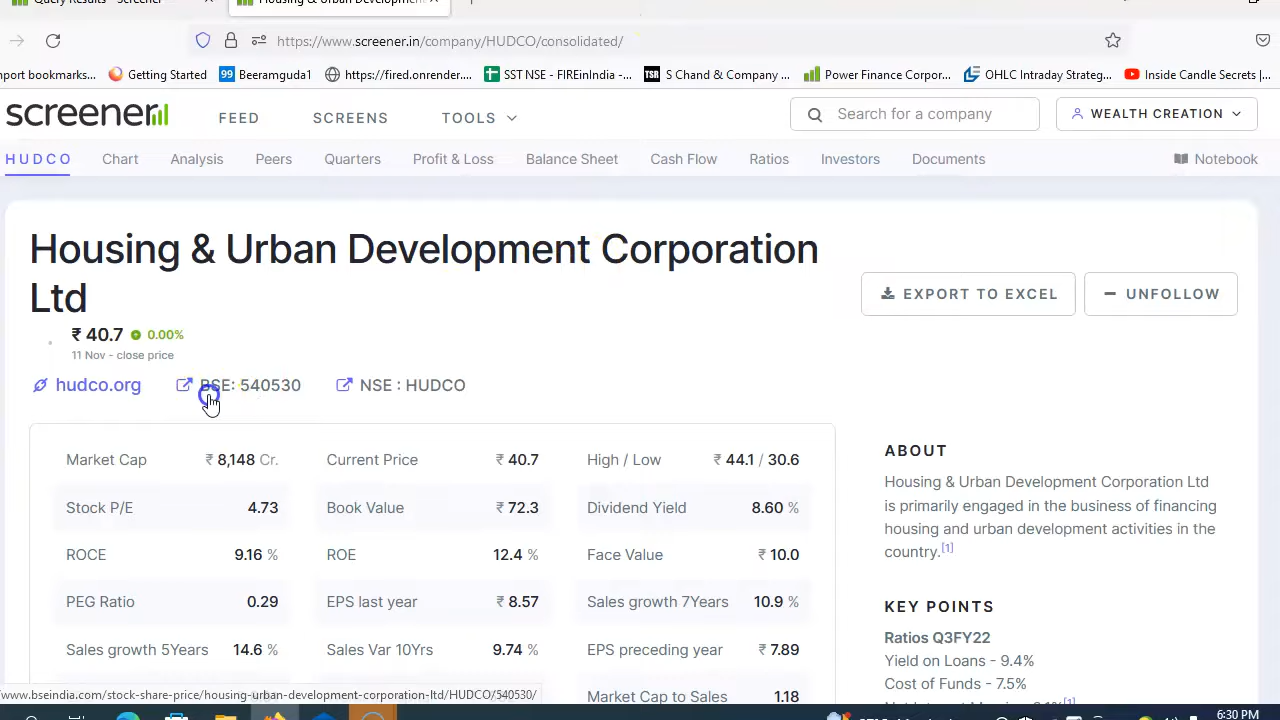 Query Results - Screener
Housing & Urban Development
https://www.screener.in/company/HUDCO/consolidated/
nport bookmarks... Getting Started 99 Beeramguda1 https://fired.onrender.... SST NSE - FIREinIndia -... TSR S Chand & Company ... Power Finance Corpor... OHLC Intraday Strateg... Inside Candle Secrets |...
screener FEED SCREENS TOOLS Search for a company WEALTH CREATION
HUDCO Chart Analysis Peers Quarters Profit & Loss Balance Sheet Cash Flow Ratios Investors Documents Notebook
Housing & Urban Development Corporation
Ltd
EXPORT TO EXCEL UNFOLLOW
₹ 40.7 0.00%
11 Nov - close price
hudco.org BSE: 540530 NSE : HUDCO
Market Cap ₹ 8,148 Cr. Current Price ₹ 40.7 High / Low ₹ 44.1 / 30.6
Stock P/E 4.73 Book Value ₹ 72.3 Dividend Yield 8.60 %
ROCE 9.16 % ROE 12.4 % Face Value ₹ 10.0
PEG Ratio 0.29 EPS last year ₹ 8.57 Sales growth 7Years 10.9 %
Sales growth 5Years 14.6 % Sales Var 10Yrs 9.74 % EPS preceding year ₹ 7.89
Market Cap to Sales 1.18
ABOUT
Housing & Urban Development Corporation Ltd
is primarily engaged in the business of financing
housing and urban development activities in the
country.[1]
KEY POINTS
Ratios Q3FY22
Yield on Loans - 9.4%
Cost of Funds - 7.5%
/www.bseindia.com/stock-share-price/housing-urban-development-corporation-ltd/HUDCO/540530/
6:30 PM